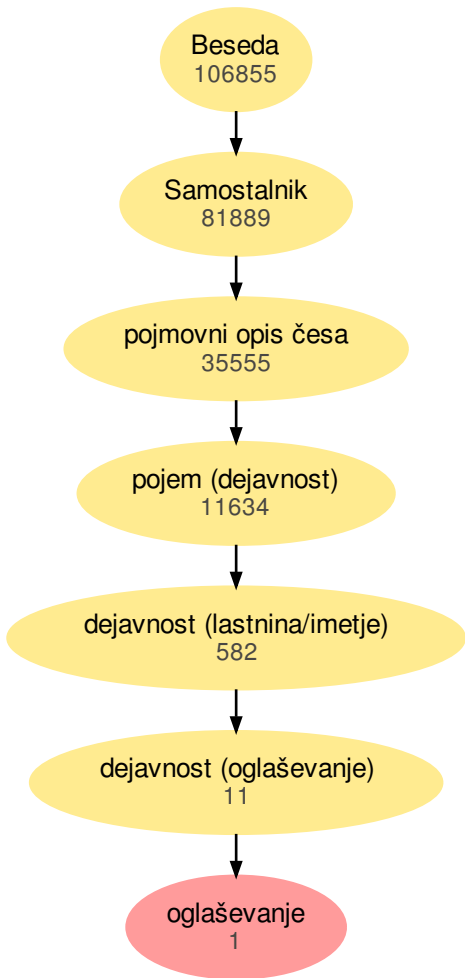 Beseda
106855
Samostalnik
81889
pojmovni opis česa
35555
pojem (dejavnost)
11634
dejavnost (lastnina/imetje)
582
dejavnost (oglaševanje)
11
oglaševanje
1